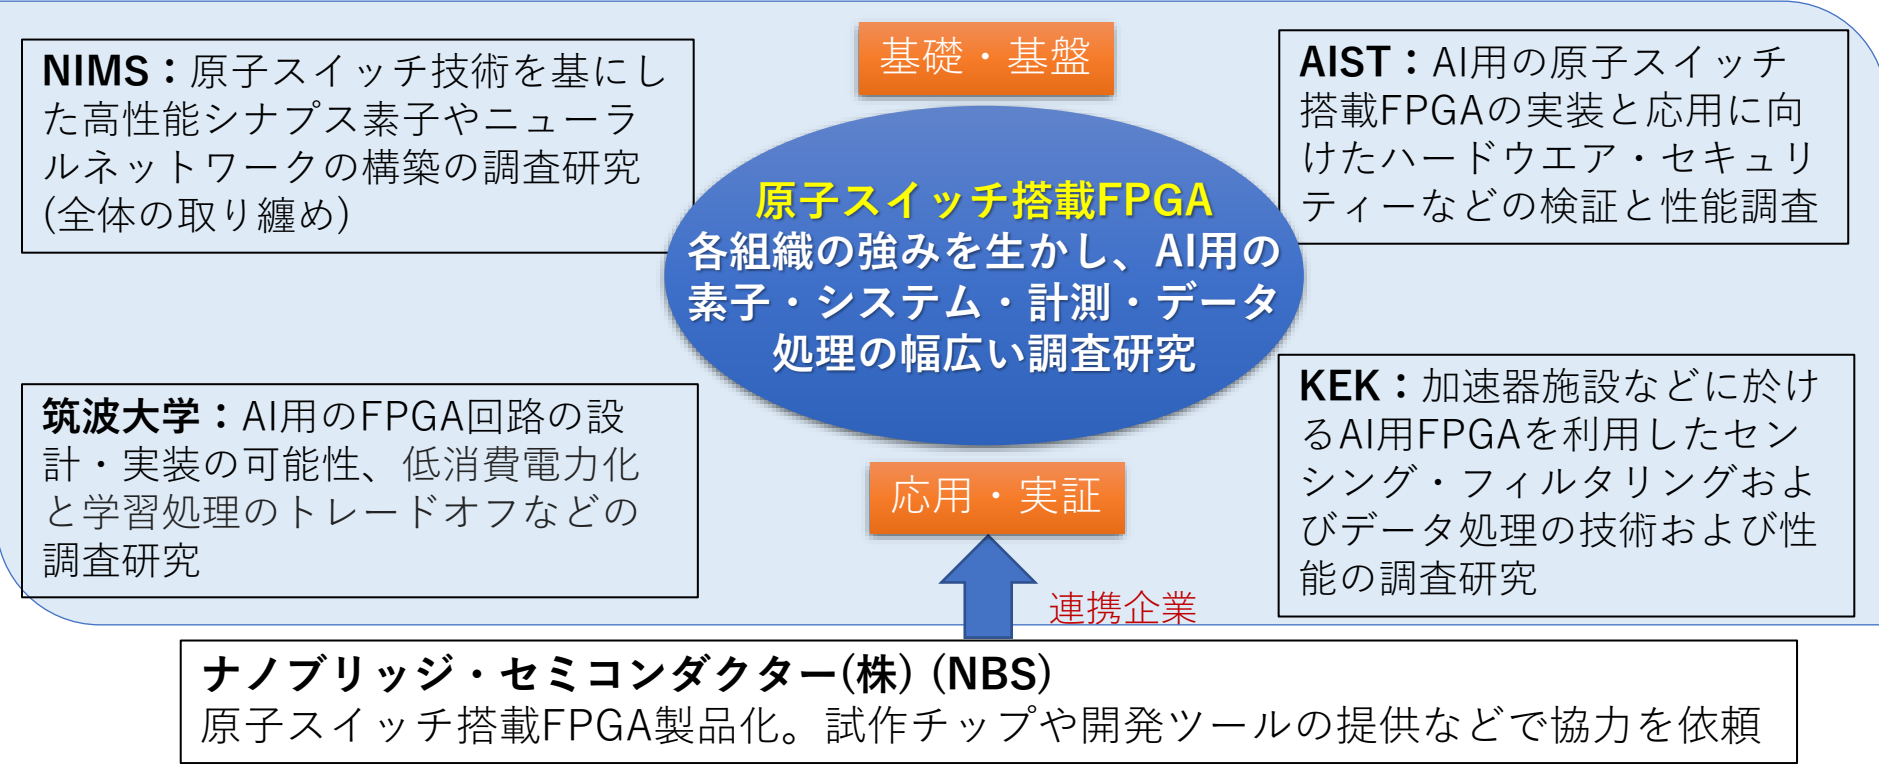 基礎・基盤
NIMS：原子スイッチ技術を基にし
た高性能シナプス素子やニューラ
ルネットワークの構築の調査研究
(全体の取り纏め)
AIST：AI用の原子スイッチ
搭載FPGAの実装と応用に向
けたハードウエア・セキュリ
ティーなどの検証と性能調査
原子スイッチ搭載FPGA
各組織の強みを生かし、AI用の
素子・システム・計測・データ
処理の幅広い調査研究
筑波大学：AI用のFPGA回路の設
計・実装の可能性、低消費電力化
と学習処理のトレードオフなどの
調査研究
KEK：加速器施設などに於け
るAI用FPGAを利用したセン
シング・フィルタリングおよ
びデータ処理の技術および性
能の調査研究
応用・実証
連携企業
ナノブリッジ・セミコンダクター(株) (NBS)
原子スイッチ搭載FPGA製品化。試作チップや開発ツールの提供などで協力を依頼